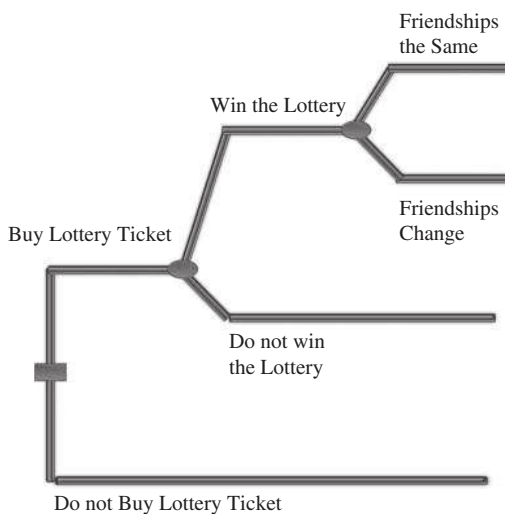 Friendships
the Same
Win the Lottery
Friendships
Change
Buy Lottery Ticket
Do not win
the Lottery
Do not Buy Lottery Ticket